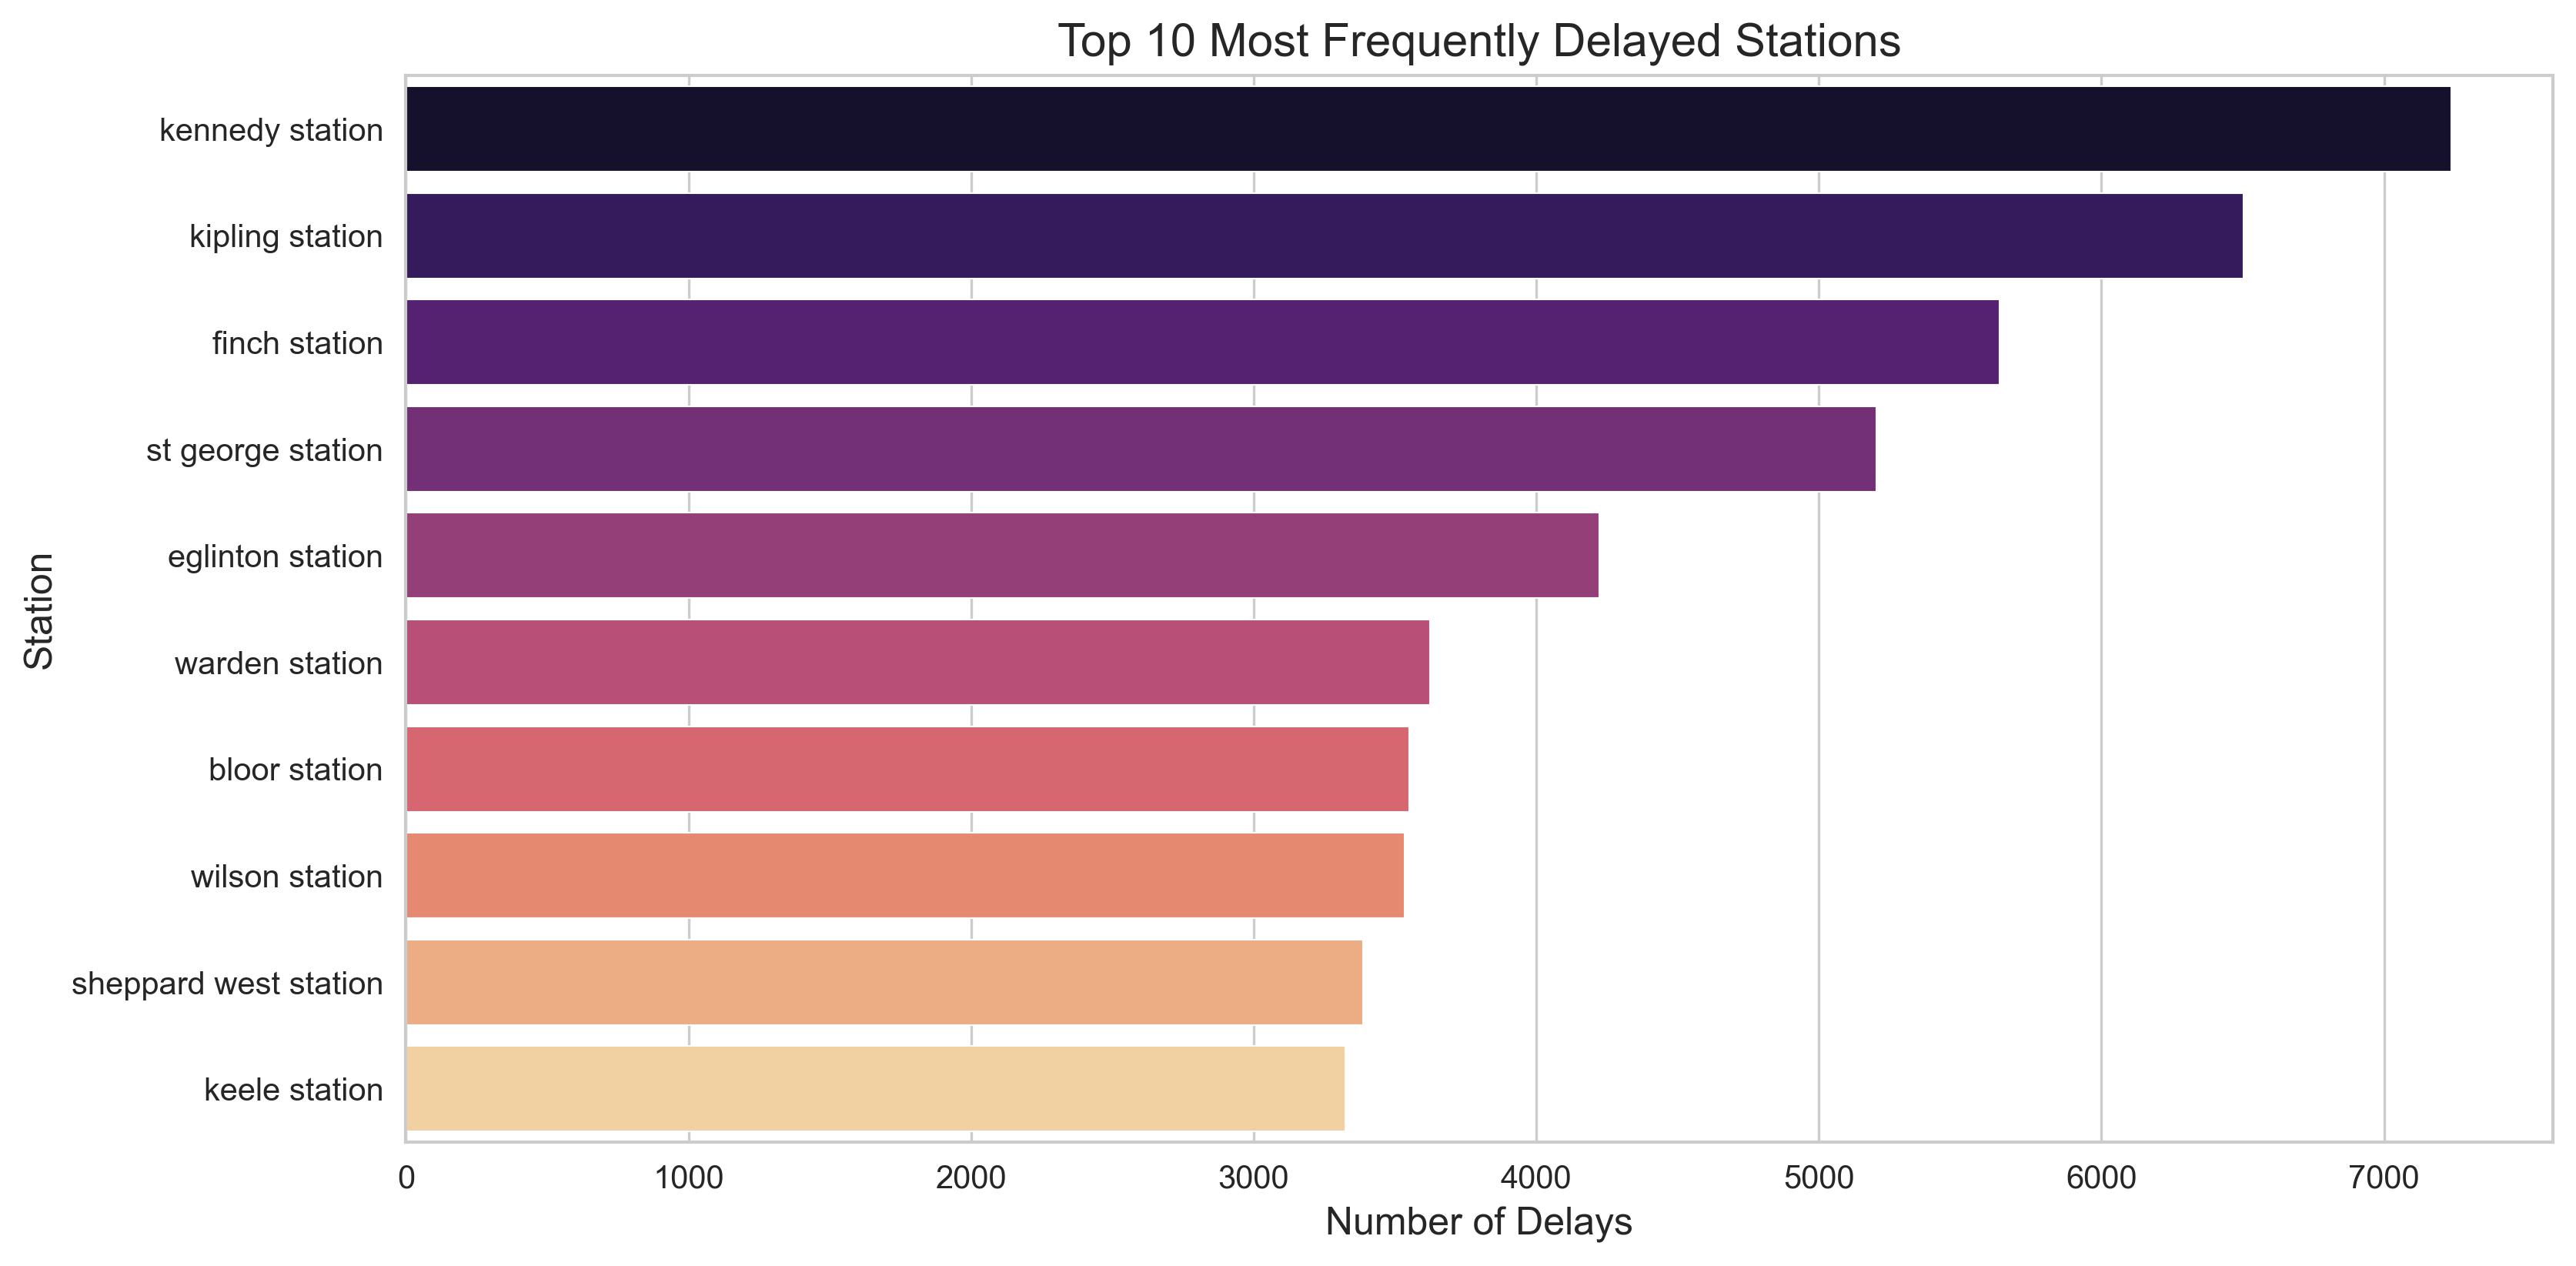 Top 10 Most Frequently Delayed Stations
Station
kennedy station
kipling station
finch station
st george station
eglinton station
warden station
bloor station
wilson station
sheppard west station
keele station
0 1000 2000 3000 4000 5000 6000 7000
Number of Delays